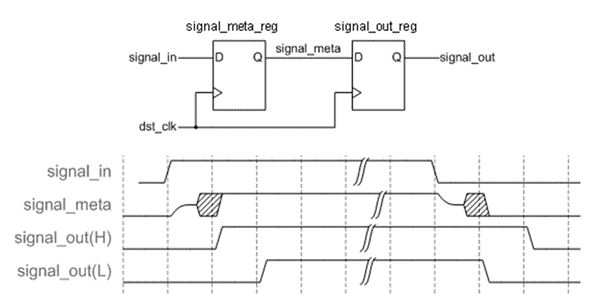 signal_meta_reg signal_out_reg
signal_in D Q signal_meta D Q signal_out
dst_clk
signal_in
signal_meta
signal_out(H)
signal_out(L)